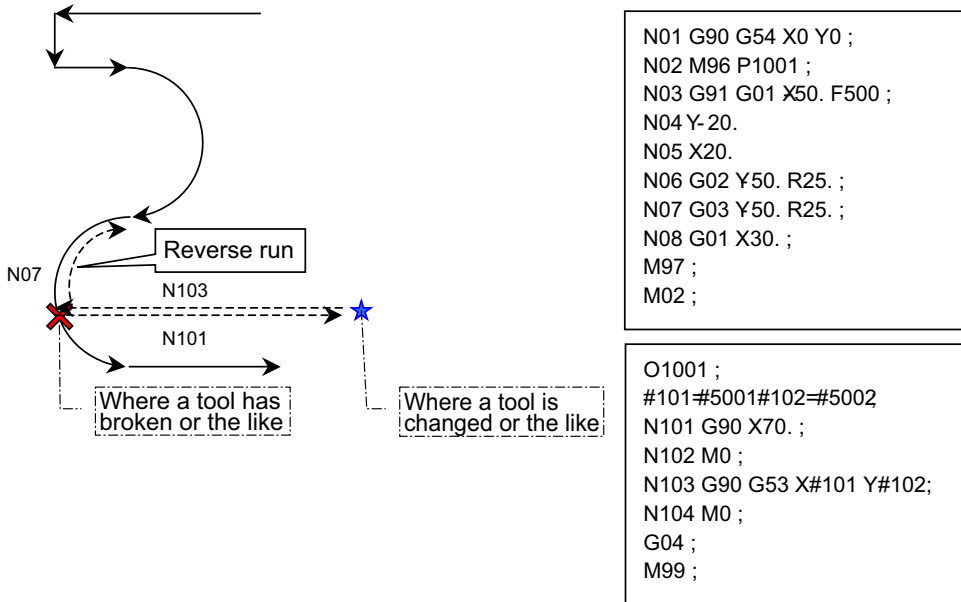 N07
Reverse run
N103
N101
Where a tool has
broken or the like
Where a tool is
changed or the like
N01 G90 G54 X0 Y0 ;
N02 M96 P1001 ;
N03 G91 G01 X-50. F500 ;
N04 Y-20.
N05 X20.
N06 G02 Y-50. R25. ;
N07 G03 Y-50. R25. ;
N08 G01 X30. ;
M97 ;
M02 ;
O1001 ;
#101=#5001#102=#5002;
N101 G90 X70. ;
N102 M0 ;
N103 G90 G53 X#101 Y#102;
N104 M0 ;
G04 ;
M99 ;